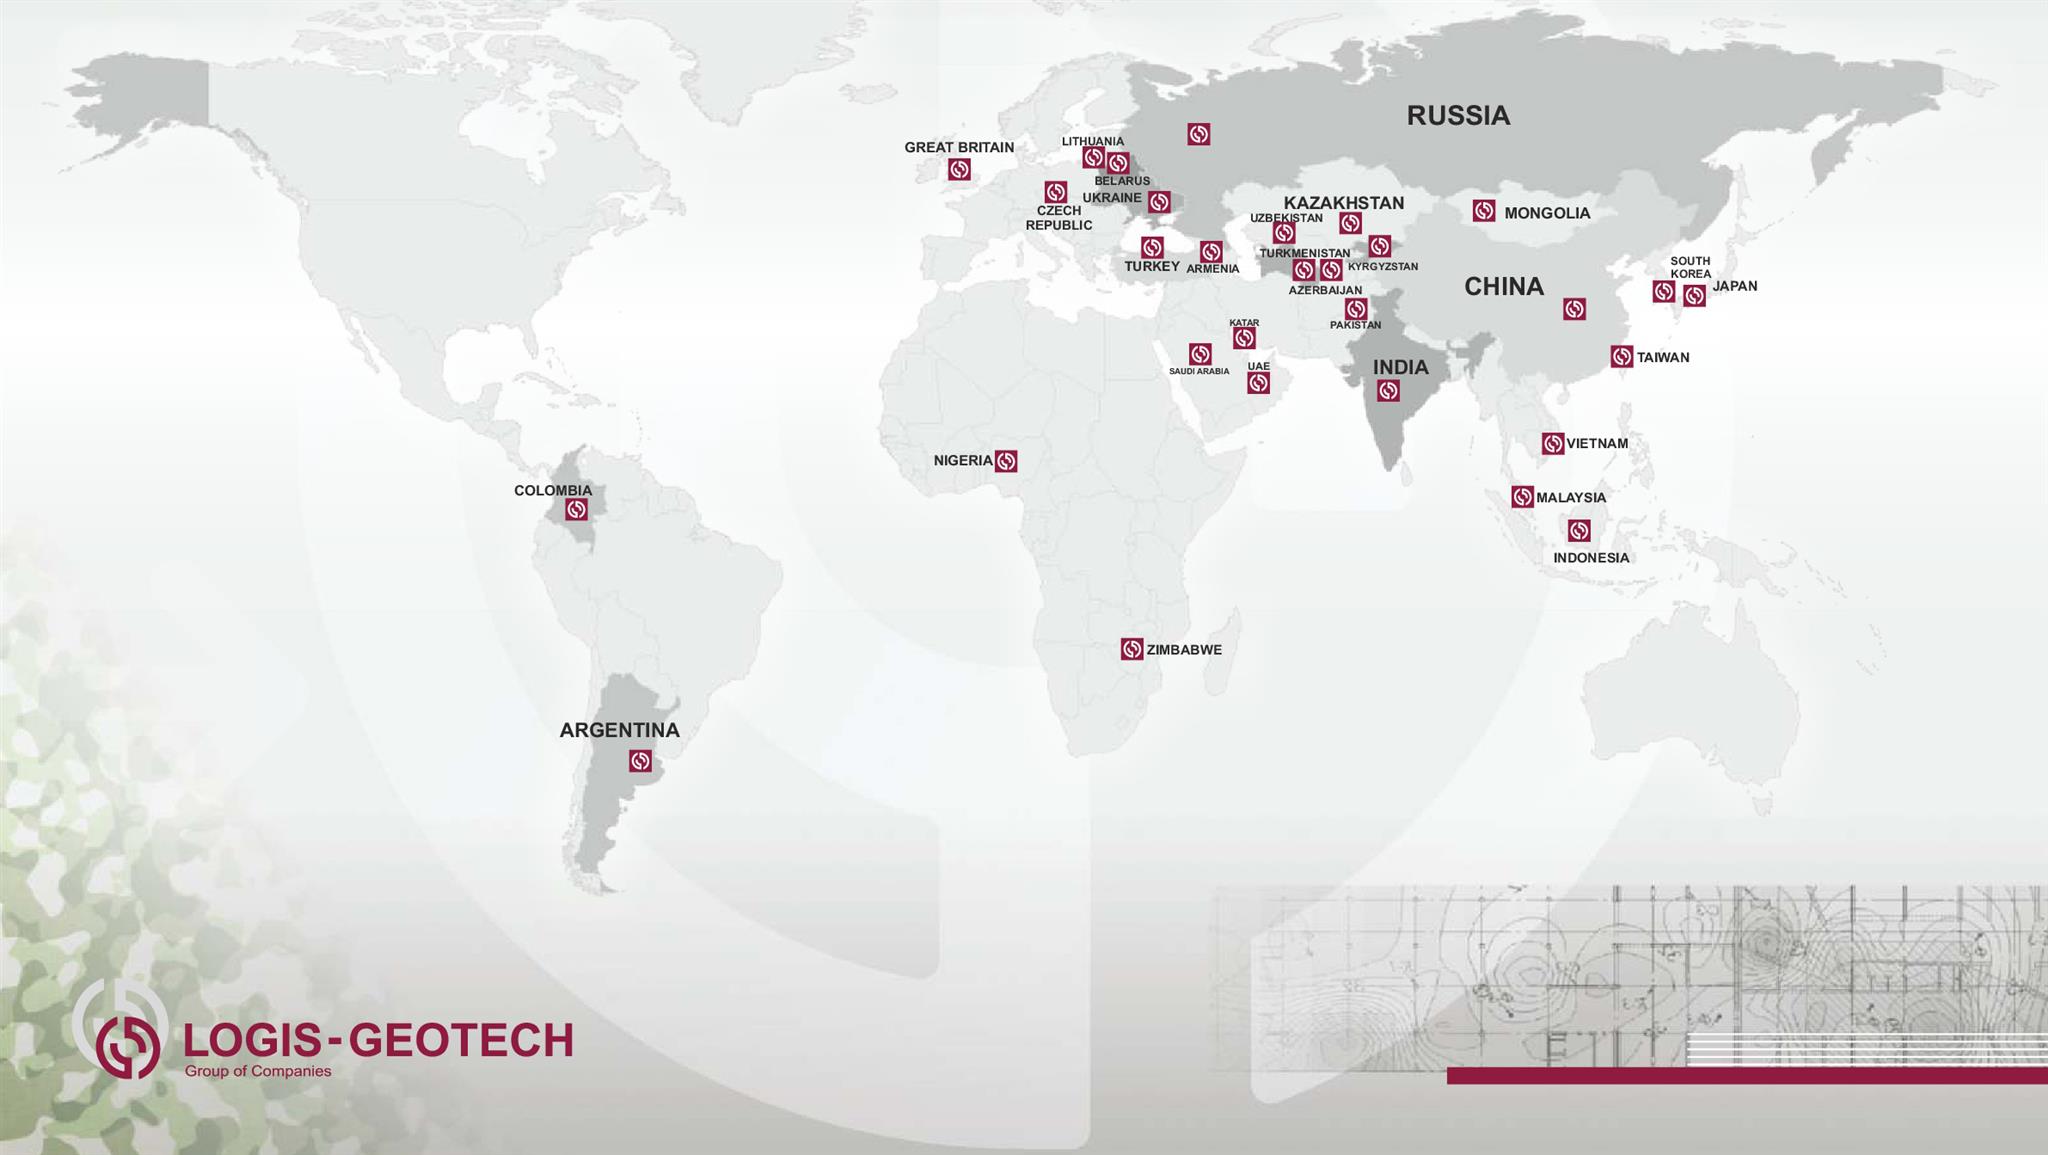 RUSSIA
GREAT BRITAIN
LITHUANIA
BELARUS
UKRAINE
CZECH
REPUBLIC
KAZAKHSTAN
UZBEKISTAN
MONGOLIA
TURKMENISTAN
TURKEY
ARMENIA
KYRGYZSTAN
AZERBAIJAN
CHINA
SOUTH
KOREA
JAPAN
PAKISTAN
KATAR
SAUDI ARABIA
UAE
INDIA
TAIWAN
VIETNAM
NIGERIA
COLOMBIA
MALAYSIA
INDONESIA
ZIMBABWE
ARGENTINA
LOGIS-GEOTECH
Group of Companies